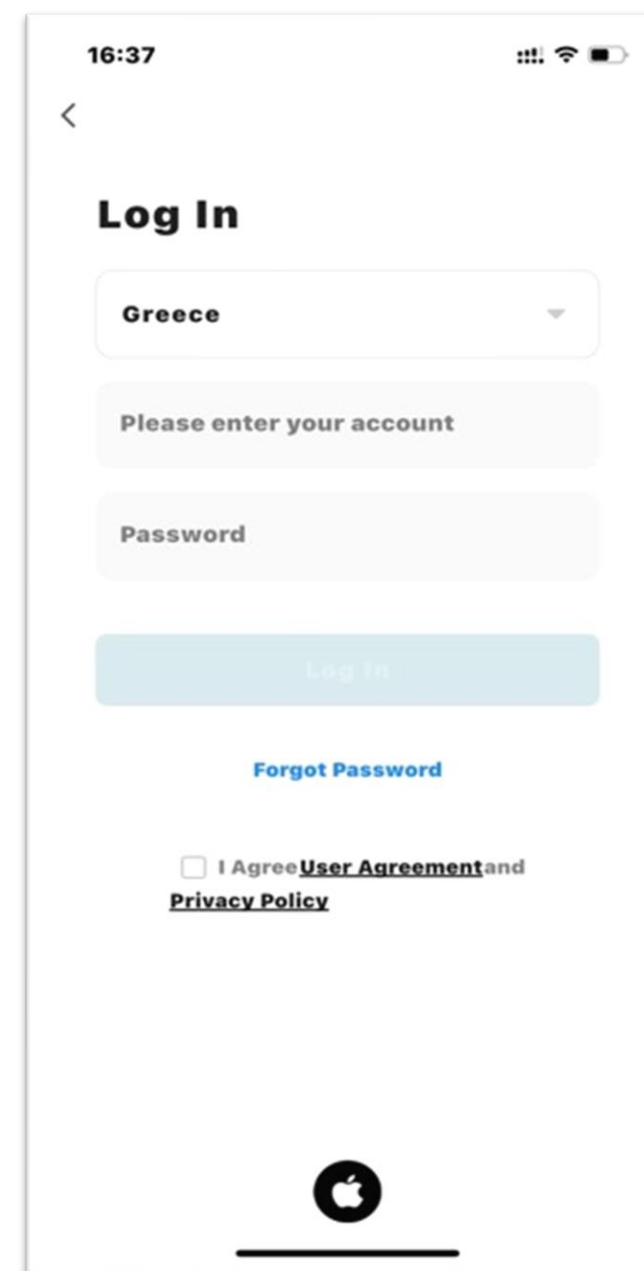 16:37
Log In
Greece
Please enter your account
Password
Log In
Forgot Password
I Agree User Agreement and
Privacy Policy